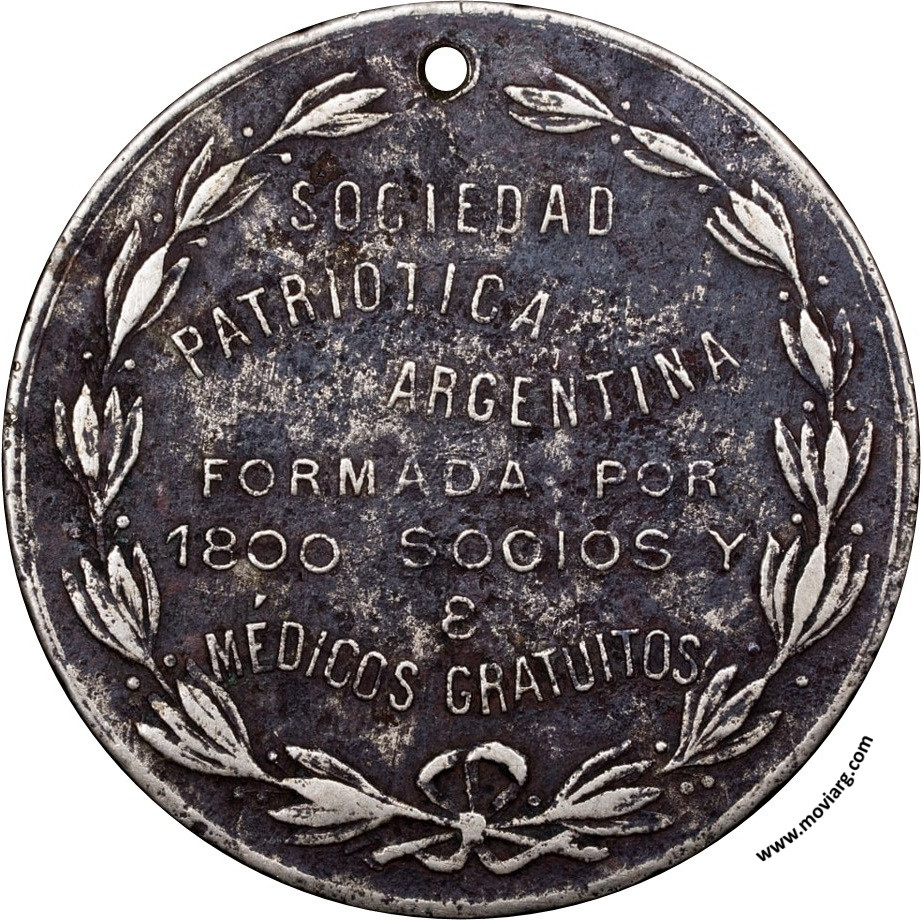 SOCIEDAD
PATRIOTICA
ARGENTINA
FORMADA POR
1800 SOCIOS Y
8
MÉDICOS GRATUITOS
www.moviarg.com